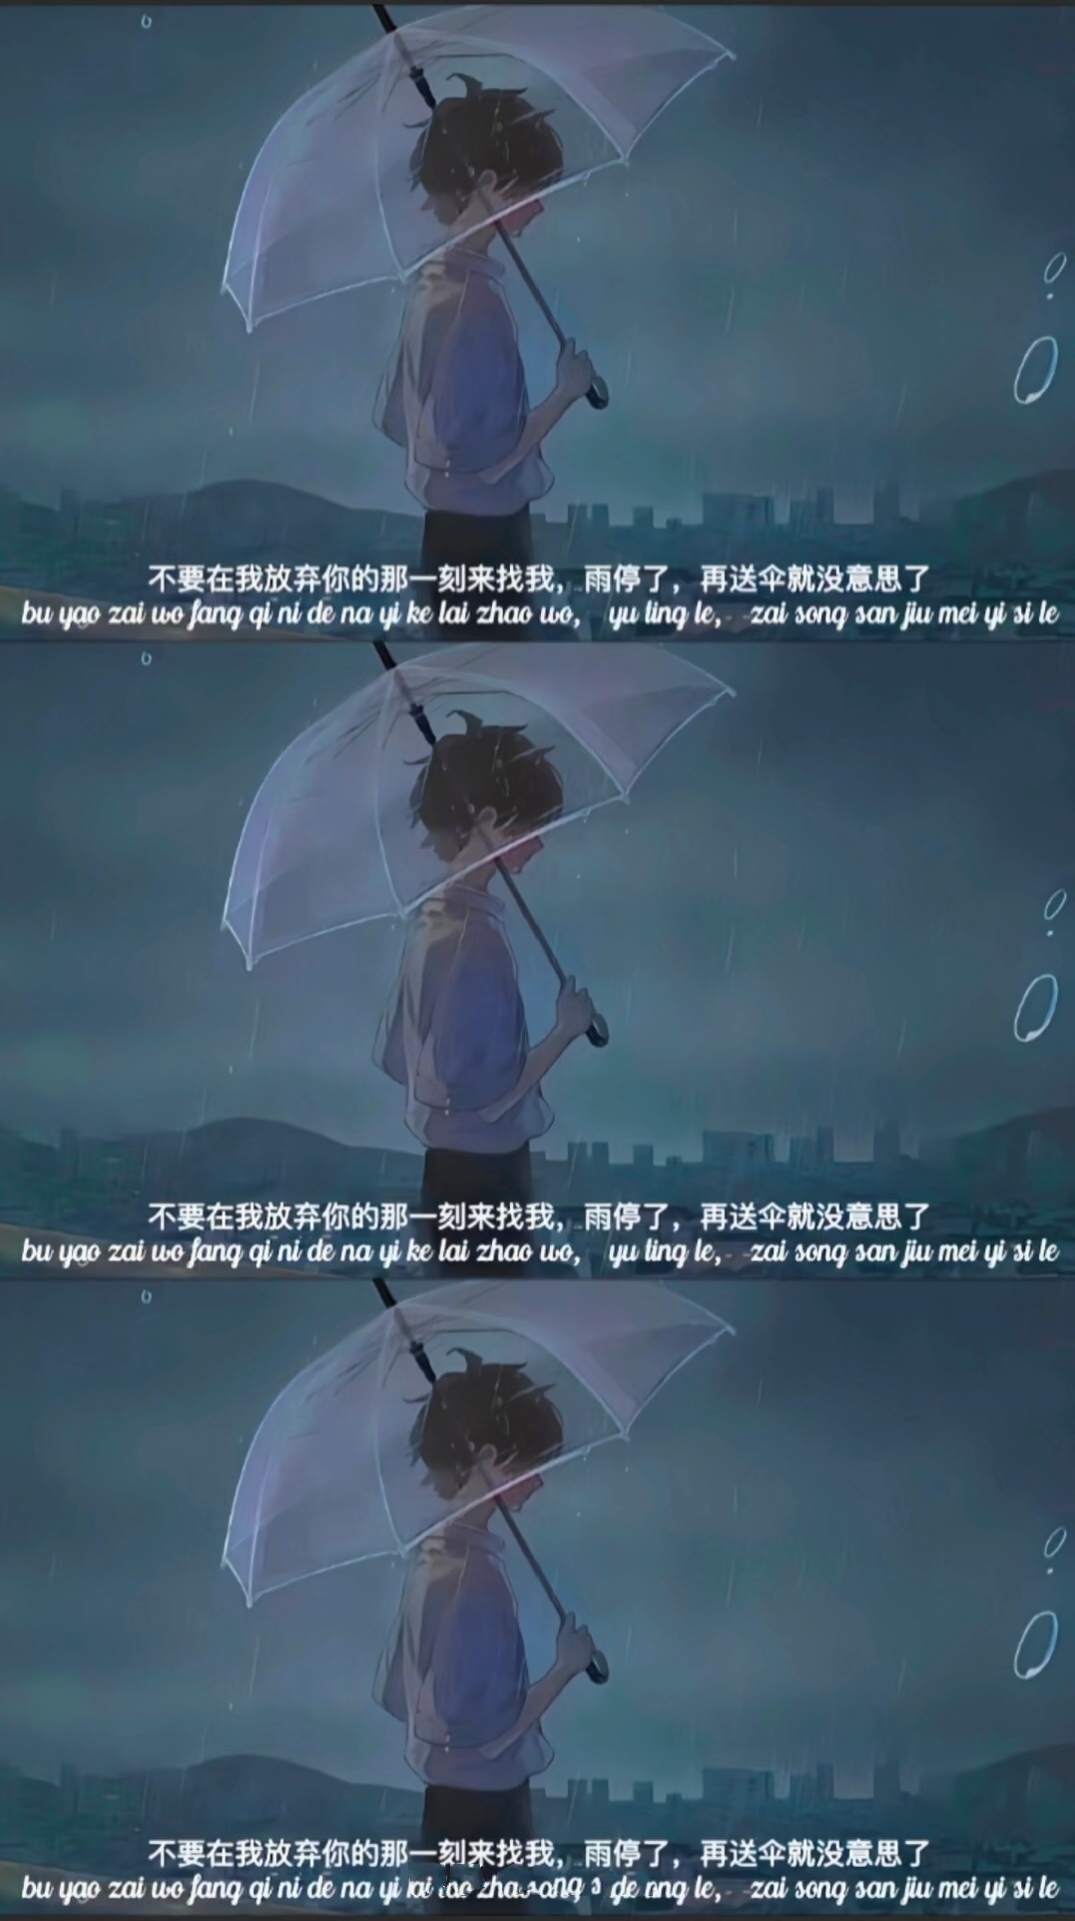 不要在我放弃你的那一刻来找我，雨停了，再送伞就没意思了
bu yao zai wo fang qi ni de na yi ke lai zhao wo, yu ting le, zai song san jiu mei yi si le
不要在我放弃你的那一刻来找我，雨停了，再送伞就没意思了
bu yao zai wo fang qi ni de na yi ke lai zhao wo, yu ting le, zai song san jiu mei yi si le
不要在我放弃你的那一刻来找我，雨停了，再送伞就没意思了
bu yao zai wo fang qi ni de na yi le, zai song san jiu mei yi si le